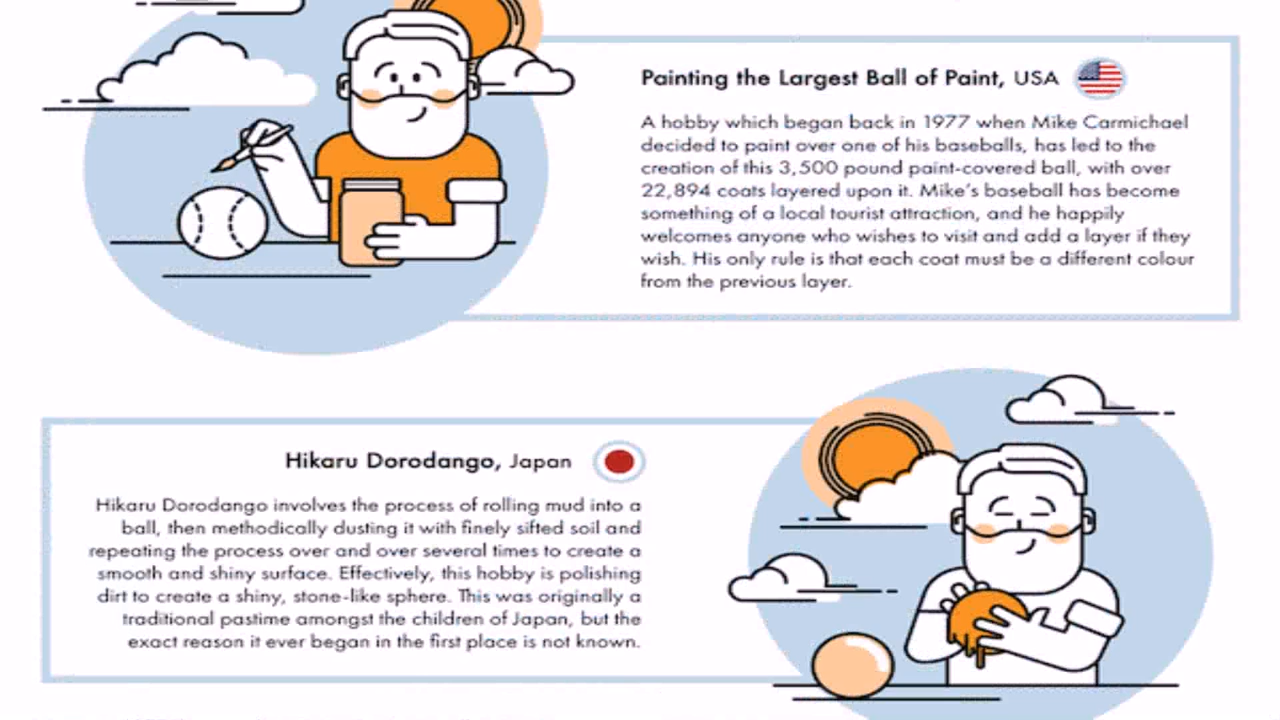 Painting the Largest Ball of Paint, USA
A hobby which began back in 1977 when Mike Carmichael
decided to paint over one of his baseballs, has led to the
creation of this 3,500 pound paint-covered ball, with over
22,894 coats layered upon it. Mike's baseball has become
something of a local tourist attraction, and he happily
welcomes anyone who wishes to visit and add a layer if they
wish. His only rule is that each coat must be a different colour
from the previous layer.
Hikaru Dorodango, Japan
Hikaru Dorodango involves the process of rolling mud into a
ball, then methodically dusting it with finely sifted soil and
repeating the process over and over several times to create a
smooth and shiny surface. Effectively, this hobby is polishing
dirt to create a shiny, stone-like sphere. This was originally a
traditional pastime amongst the children of Japan, but the
exact reason it ever began in the first place is not known.